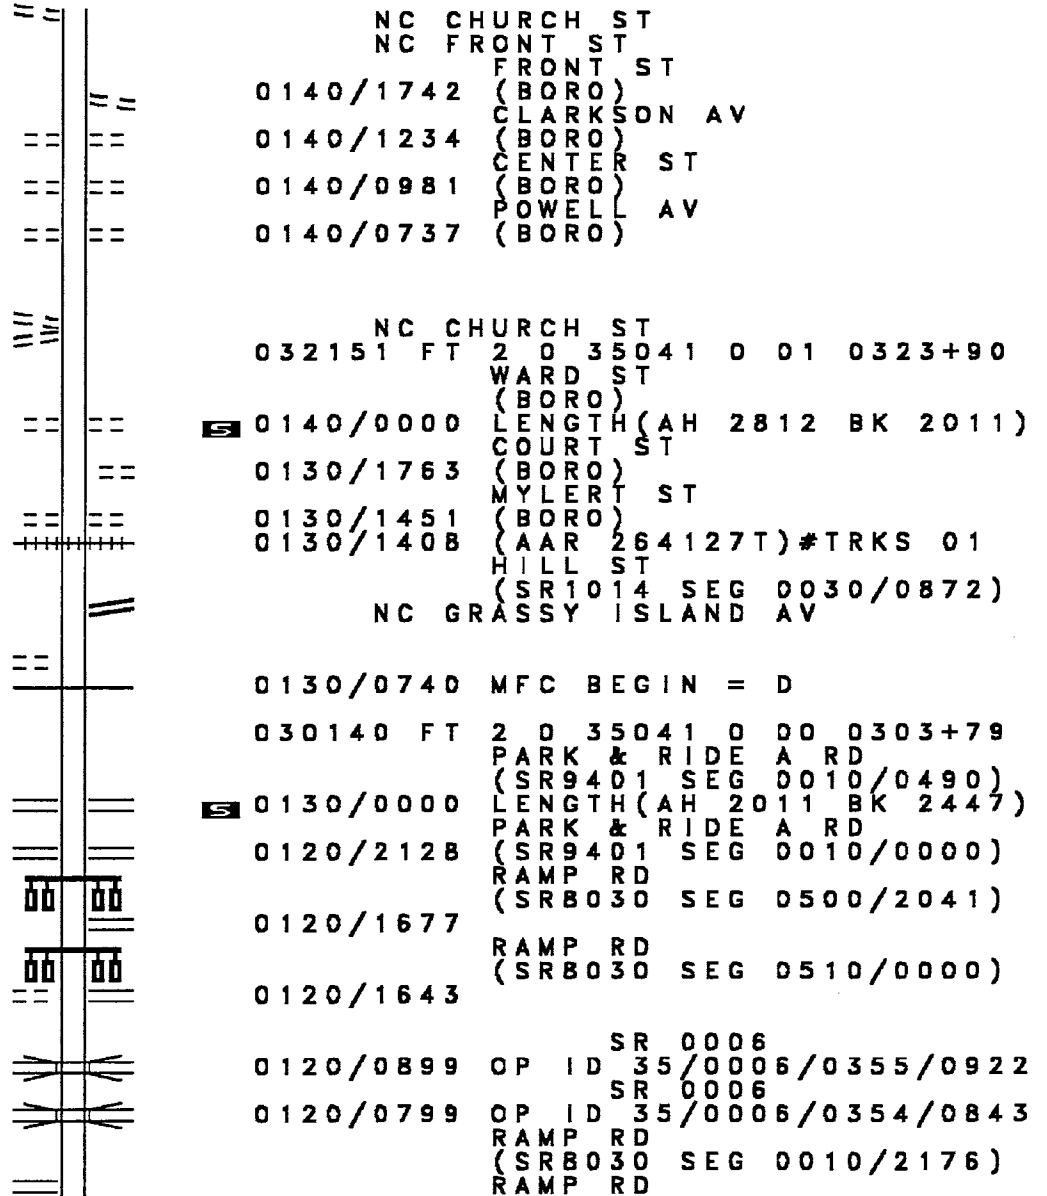 NC CHURCH ST
NC FRONT ST
FRONT ST
0140/1742 (BORO)
CLARKSON AV
0140/1234 (BORO)
CENTER ST
0140/0981 (BORO)
POWELL AV
0140/0737 (BORO)
NC CHURCH ST
032151 FT 2 0 35041 0 01 0323+90
WARD ST
(BORO)
S 0140/0000 LENGTH(AH 2812 BK 2011)
COURT ST
0130/1763 (BORO)
MYLERT ST
0130/1451 (BORO)
0130/1408 (AAR 264127T)#TRKS 01
HILL ST
(SR1014 SEG 0030/0872)
NC GRASSY ISLAND AV
0130/0740 MFC BEGIN = D
030140 FT 2 0 35041 0 00 0303+79
PARK & RIDE A RD
(SR9401 SEG 0010/0490)
S 0130/0000 LENGTH(AH 2011 BK 2447)
PARK & RIDE A RD
0120/2128 (SR9401 SEG 0010/0000)
RAMP RD
(SR8030 SEG 0500/2041)
0120/1677
RAMP RD
(SR8030 SEG 0510/0000)
0120/1643
SR 0006
0120/0899 OP ID 35/0006/0355/0922
SR 0006
0120/0799 OP ID 35/0006/0354/0843
RAMP RD
(SR8030 SEG 0010/2176)
RAMP RD